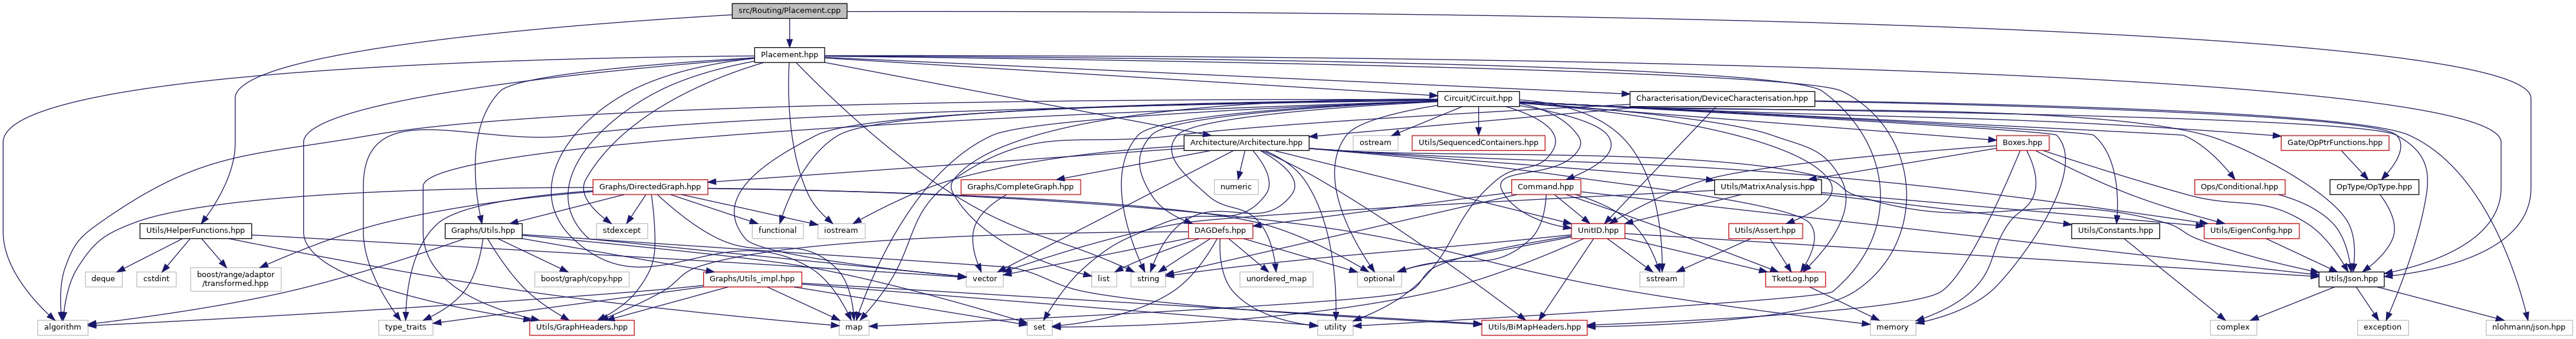 src/Routing/Placement.cpp
Placement.hpp
Circuit/Circuit.hpp
Characterisation/DeviceCharacterisation.hpp
Architecture/Architecture.hpp
ostream
Utils/SequencedContainers.hpp
Boxes.hpp
Gate/OpPtrFunctions.hpp
Graphs/DirectedGraph.hpp
Graphs/CompleteGraph.hpp
numeric
Command.hpp
Utils/MatrixAnalysis.hpp
Ops/Conditional.hpp
OpType/OpType.hpp
Utils/HelperFunctions.hpp
Graphs/Utils.hpp
stdexcept
functional
iostream
DAGDefs.hpp
UnitID.hpp
Utils/Assert.hpp
Utils/Constants.hpp
Utils/EigenConfig.hpp
deque
cstdint
boost/range/adaptor
/transformed.hpp
boost/graph/copy.hpp
Graphs/Utils_impl.hpp
vector
list
string
unordered_map
optional
sstream
TketLog.hpp
Utils/Json.hpp
algorithm
type_traits
Utils/GraphHeaders.hpp
map
set
utility
Utils/BiMapHeaders.hpp
memory
complex
exception
nlohmann/json.hpp